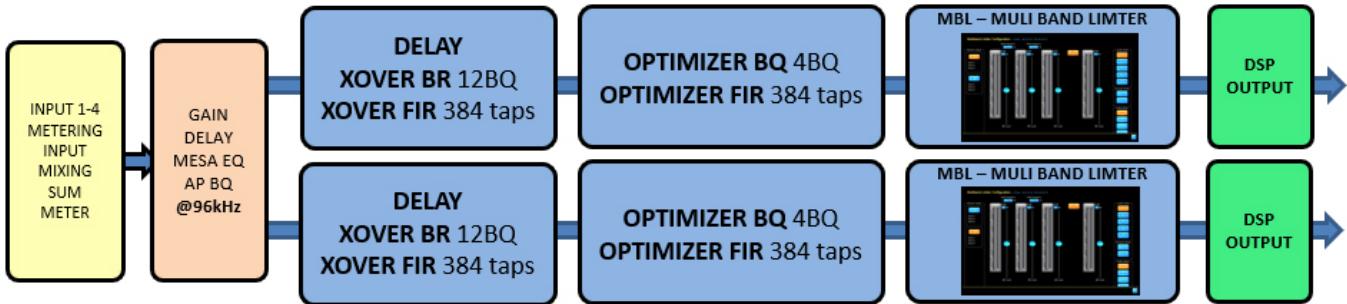 INPUT 1-4
METERING
INPUT
MIXING
SUM
METER
GAIN
DELAY
MESA EQ
AP BQ
@96kHz
DELAY
XOVER BR 12BQ
XOVER FIR 384 taps
OPTIMIZER BQ 4BQ
OPTIMIZER FIR 384 taps
MBL – MULI BAND LIMTER
DSP
OUTPUT
DELAY
XOVER BR 12BQ
XOVER FIR 384 taps
OPTIMIZER BQ 4BQ
OPTIMIZER FIR 384 taps
MBL – MULI BAND LIMTER
DSP
OUTPUT